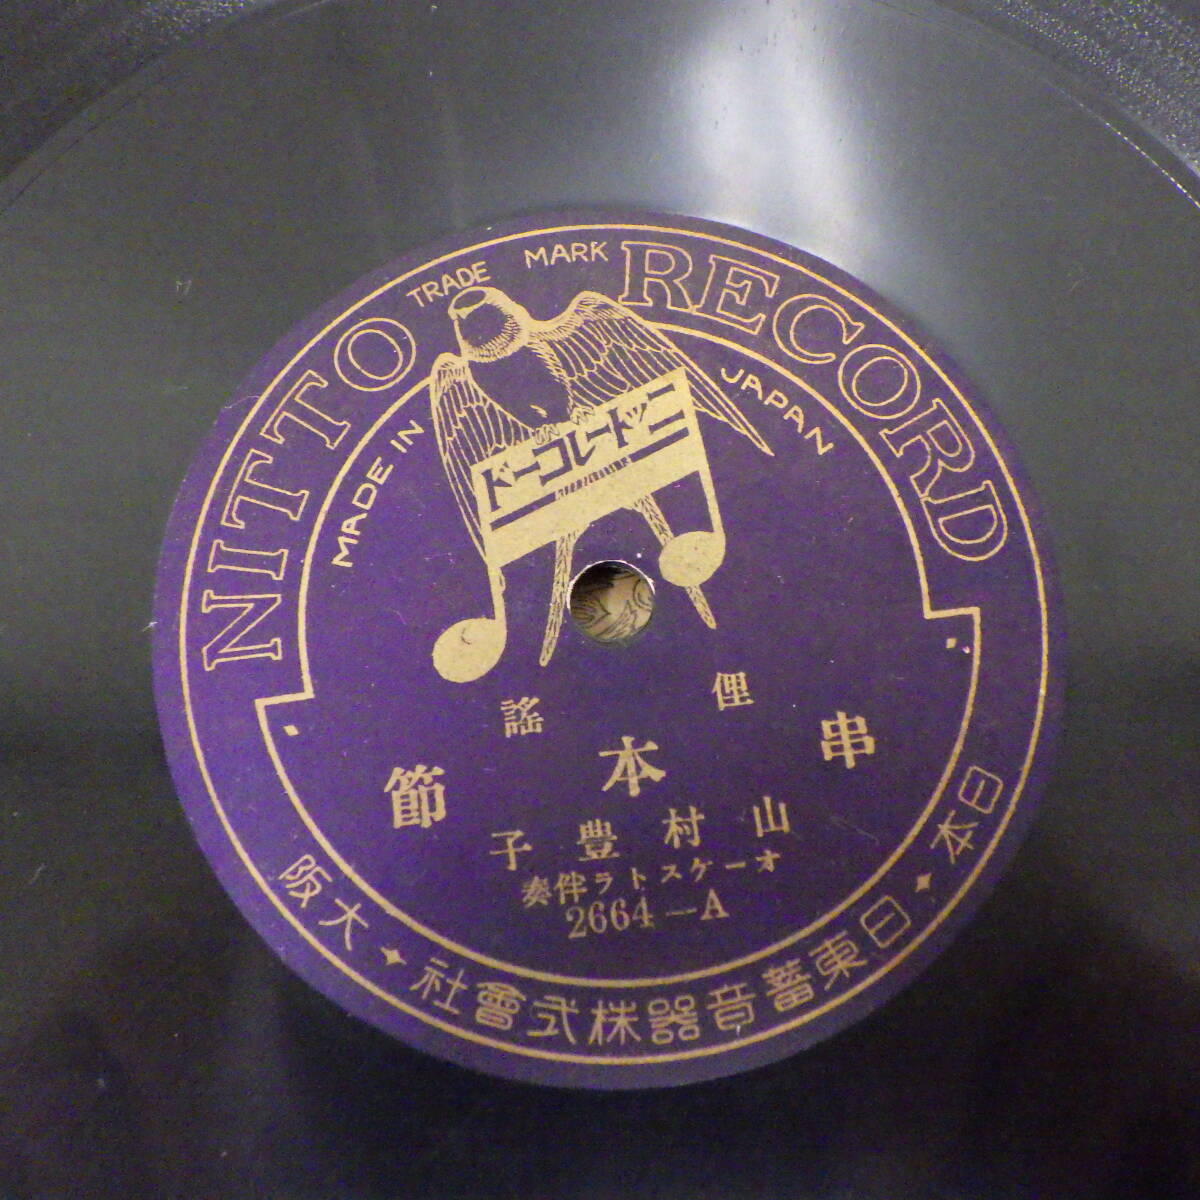 NITTO RECORD
TRADE MARK
MADE IN JAPAN
ニットーレコード
俚謠
串本節
山村豊子
オーケストラ伴奏
2664-A
日本✦日東蓄音器株式會社✦大阪